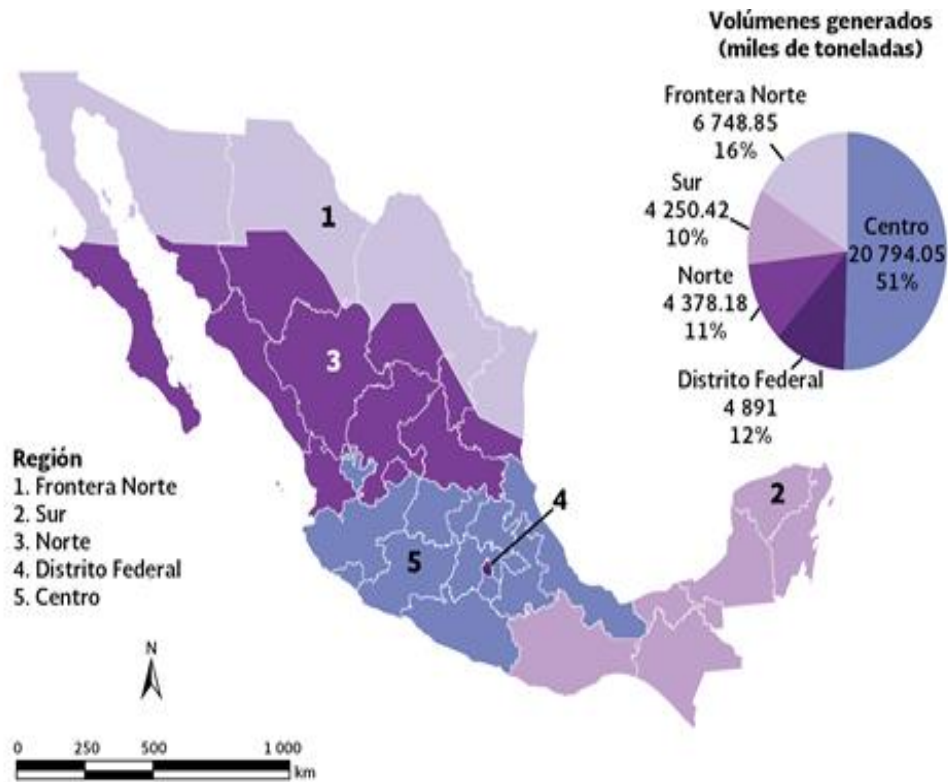 Volúmenes generados
(miles de toneladas)
Frontera Norte
6 748.85
16%
Sur
4 250.42
10%
Norte
4 378.18
11%
Distrito Federal
4 891
12%
Centro
20 794.05
51%
1
3
2
4
5
Región
1. Frontera Norte
2. Sur
3. Norte
4. Distrito Federal
5. Centro
N
0 250 500 1 000
km